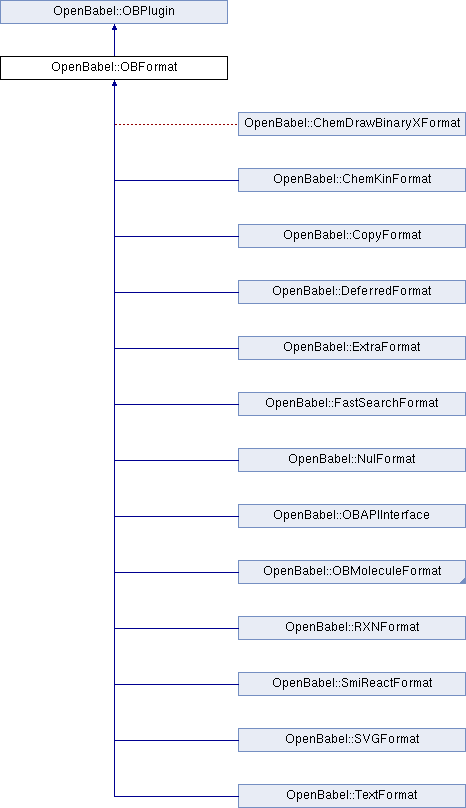 OpenBabel::OBPlugin
OpenBabel::OBFormat
OpenBabel::ChemDrawBinaryXFormat
OpenBabel::ChemKinFormat
OpenBabel::CopyFormat
OpenBabel::DeferredFormat
OpenBabel::ExtraFormat
OpenBabel::FastSearchFormat
OpenBabel::NulFormat
OpenBabel::OBAPIInterface
OpenBabel::OBMoleculeFormat
OpenBabel::RXNFormat
OpenBabel::SmiReactFormat
OpenBabel::SVGFormat
OpenBabel::TextFormat